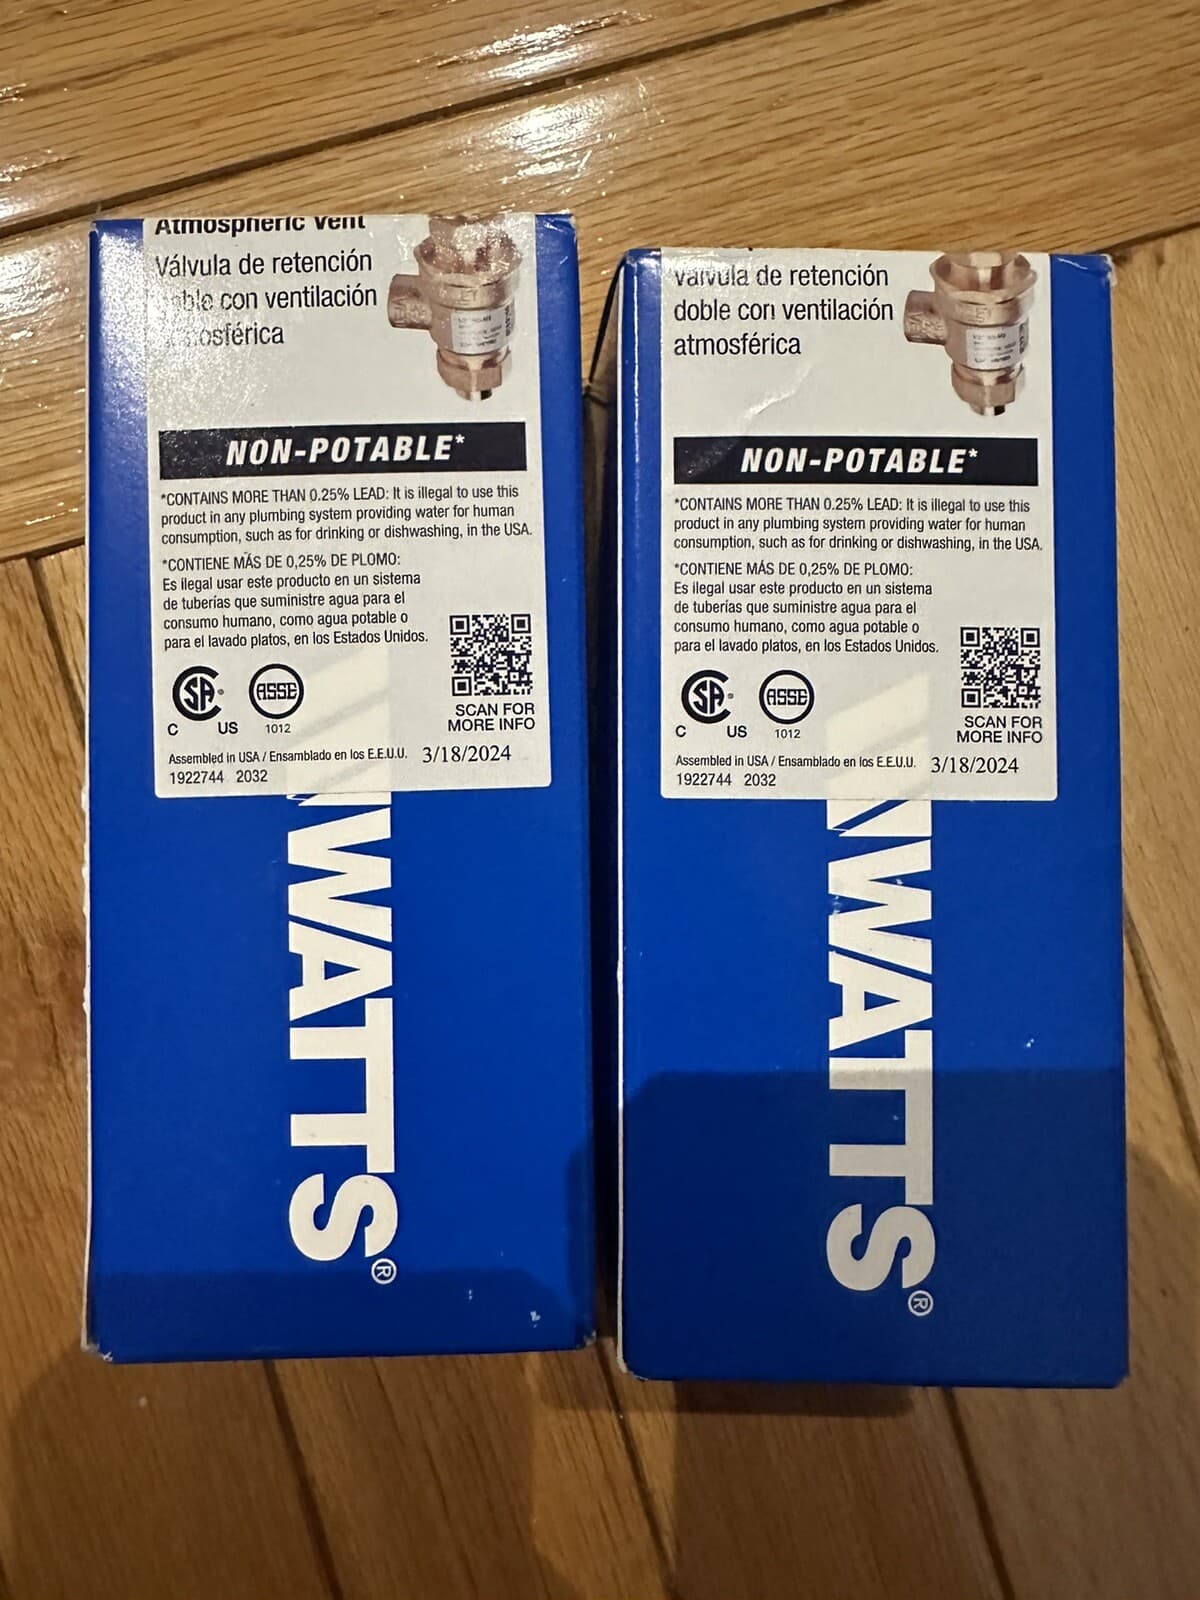 Atmospheric Vent
Válvula de retención
doble con ventilación
atmosférica
NON-POTABLE*
*CONTAINS MORE THAN 0.25% LEAD: It is illegal to use this
product in any plumbing system providing water for human
consumption, such as for drinking or dishwashing, in the USA.
*CONTIENE MÁS DE 0,25% DE PLOMO:
Es ilegal usar este producto en un sistema
de tuberías que suministre agua para el
consumo humano, como agua potable o
para el lavado platos, en los Estados Unidos.
SA
C US
ASSE
1012
SCAN FOR
MORE INFO
Assembled in USA / Ensamblado en los E.E.U.U. 3/18/2024
1922744 2032
WATTS®
Válvula de retención
doble con ventilación
atmosférica
NON-POTABLE*
*CONTAINS MORE THAN 0.25% LEAD: It is illegal to use this
product in any plumbing system providing water for human
consumption, such as for drinking or dishwashing, in the USA.
*CONTIENE MÁS DE 0,25% DE PLOMO:
Es ilegal usar este producto en un sistema
de tuberías que suministre agua para el
consumo humano, como agua potable o
para el lavado platos, en los Estados Unidos.
SA
C US
ASSE
1012
SCAN FOR
MORE INFO
Assembled in USA / Ensamblado en los E.E.U.U. 3/18/2024
1922744 2032
WATTS®